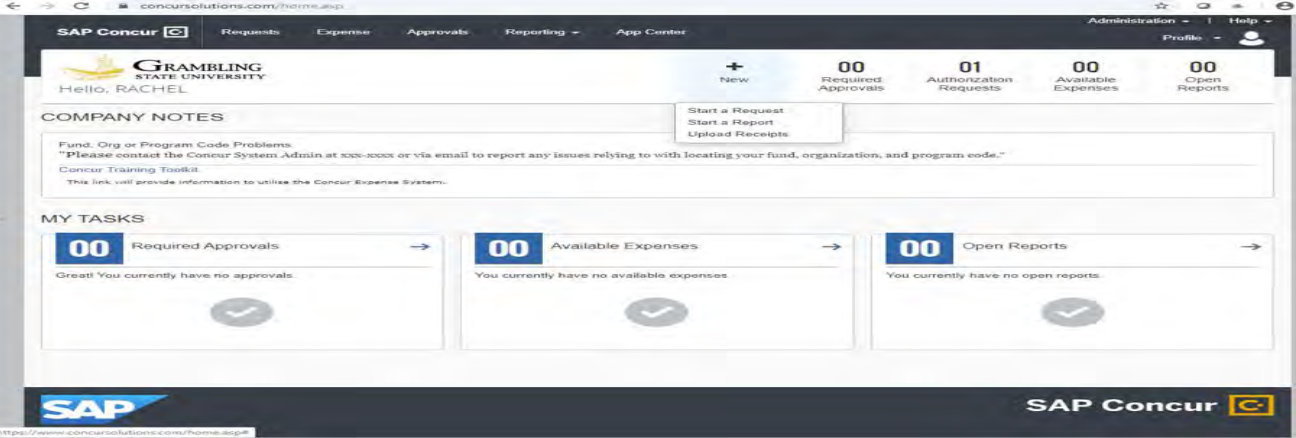 concursolutions.com/home.asp
Administration | Help
SAP Concur C Requests Expense Approvals Reporting App Center
Profile
GRAMBLING
STATE UNIVERSITY
Hello, RACHEL
+
New
00
Required
Approvals
01
Authorization
Requests
00
Available
Expenses
00
Open
Reports
Start a Request
Start a Report
Upload Receipts
COMPANY NOTES
Fund, Org or Program Code Problems
"Please contact the Concur System Admin at xxx-xxxx or via email to report any issues relying to with locating your fund, organization, and program code."
Concur Training Toolkit
This link will provide information to utilise the Concur Expense System.
MY TASKS
00 Required Approvals →
Great! You currently have no approvals.
00 Available Expenses →
You currently have no available expenses.
00 Open Reports →
You currently have no open reports.
SAP
SAP Concur C
https://www.concursolutions.com/home.asp#